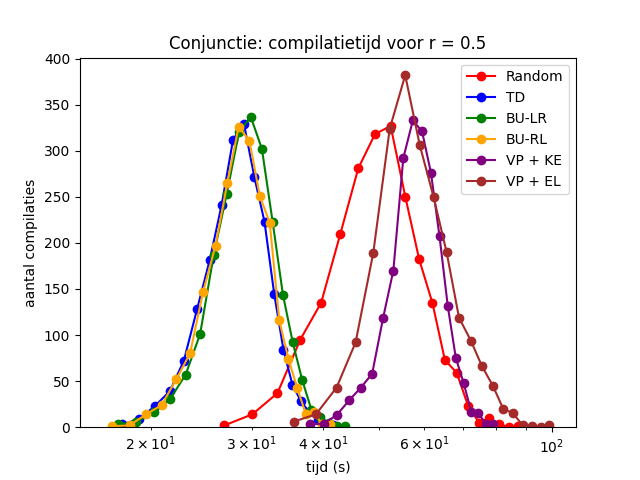 Conjunctie: compilatietijd voor r = 0.5
400
350
300
250
200
150
100
50
0
aantal compilaties
Random
TD
BU-LR
BU-RL
VP + KE
VP + EL
2 × 10¹ 3 × 10¹ 4 × 10¹ 6 × 10¹ 10²
tijd (s)